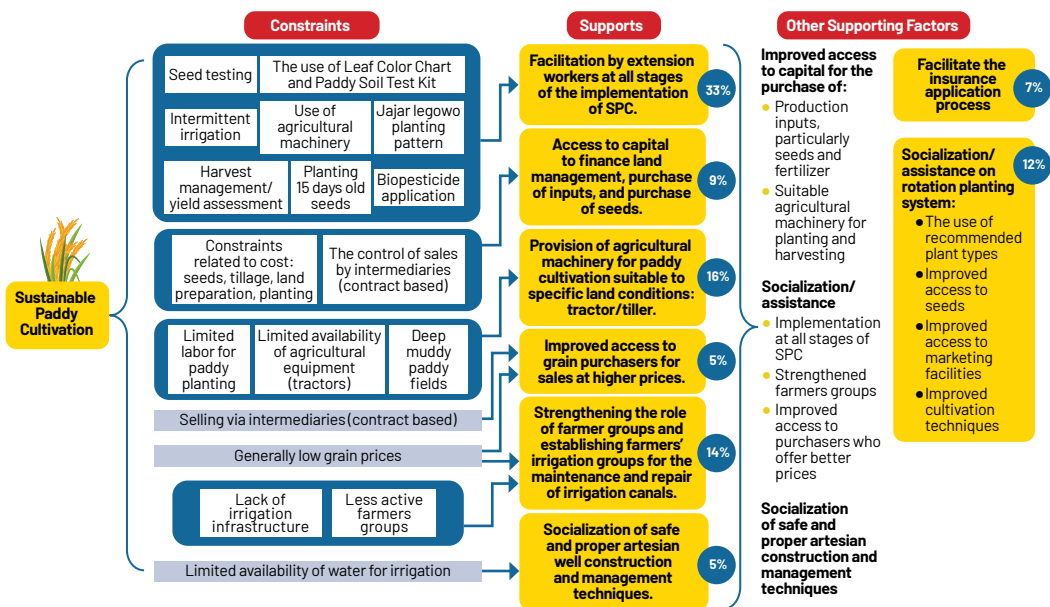 Constraints
Supports
Other Supporting Factors
Sustainable
Paddy
Cultivation
Seed testing
The use of Leaf Color Chart
and Paddy Soil Test Kit
Intermittent
irrigation
Use of
agricultural
machinery
Jajar legowo
planting
pattern
Harvest
management/
yield assessment
Planting
15 days old
seeds
Biopesticide
application
Constraints
related to cost:
seeds, tillage, land
preparation, planting
The control of sales
by intermediaries
(contract based)
Limited
labor for
paddy
planting
Limited availability
of agricultural
equipment
(tractors)
Deep
muddy
paddy
fields
Selling via intermediaries (contract based)
Generally low grain prices
Lack of
irrigation
infrastructure
Less active
farmers
groups
Limited availability of water for irrigation
Facilitation by extension
workers at all stages
of the implementation
of SPC.
33%
Access to capital
to finance land
management, purchase
of inputs, and purchase
of seeds.
9%
Provision of agricultural
machinery for paddy
cultivation suitable to
specific land conditions:
tractor/tiller.
16%
Improved access to
grain purchasers for
sales at higher prices.
5%
Strengthening the role
of farmer groups and
establishing farmers’
irrigation groups for the
maintenance and repair
of irrigation canals.
14%
Socialization of safe
and proper artesian
well construction
and management
techniques.
5%
Improved access
to capital for the
purchase of:
● Production
inputs,
particularly
seeds and
fertilizer
● Suitable
agricultural
machinery for
planting and
harvesting
Socialization/
assistance
● Implementation
at all stages of
SPC
● Strengthened
farmers groups
● Improved
access to
purchasers who
offer better
prices
Socialization
of safe and
proper artesian
construction and
management
techniques
Facilitate the
insurance
application
process
7%
Socialization/
assistance on
rotation planting
system:
12%
● The use of
recommended
plant types
● Improved
access to
seeds
● Improved
access to
marketing
facilities
● Improved
cultivation
techniques